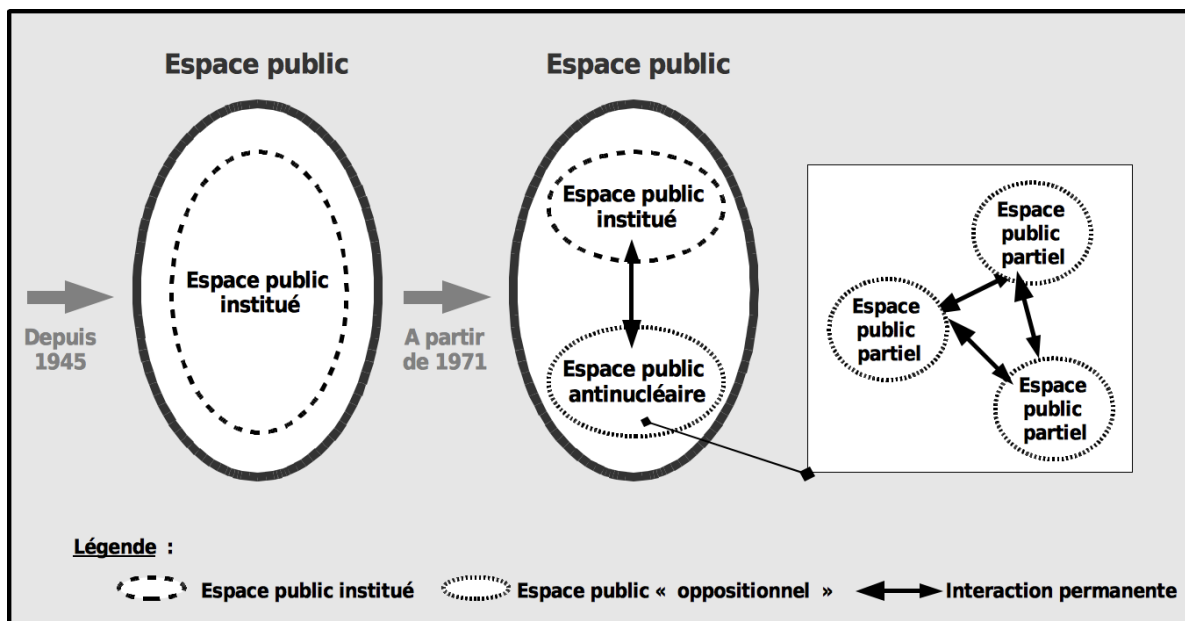 Espace public
Espace public
Espace public
institué
Depuis
1945
A partir
de 1971
Espace public
institué
Espace public
antinucléaire
Espace
public
partiel
Espace
public
partiel
Espace
public
partiel
Légende :
Espace public institué
Espace public « oppositionnel »
Interaction permanente